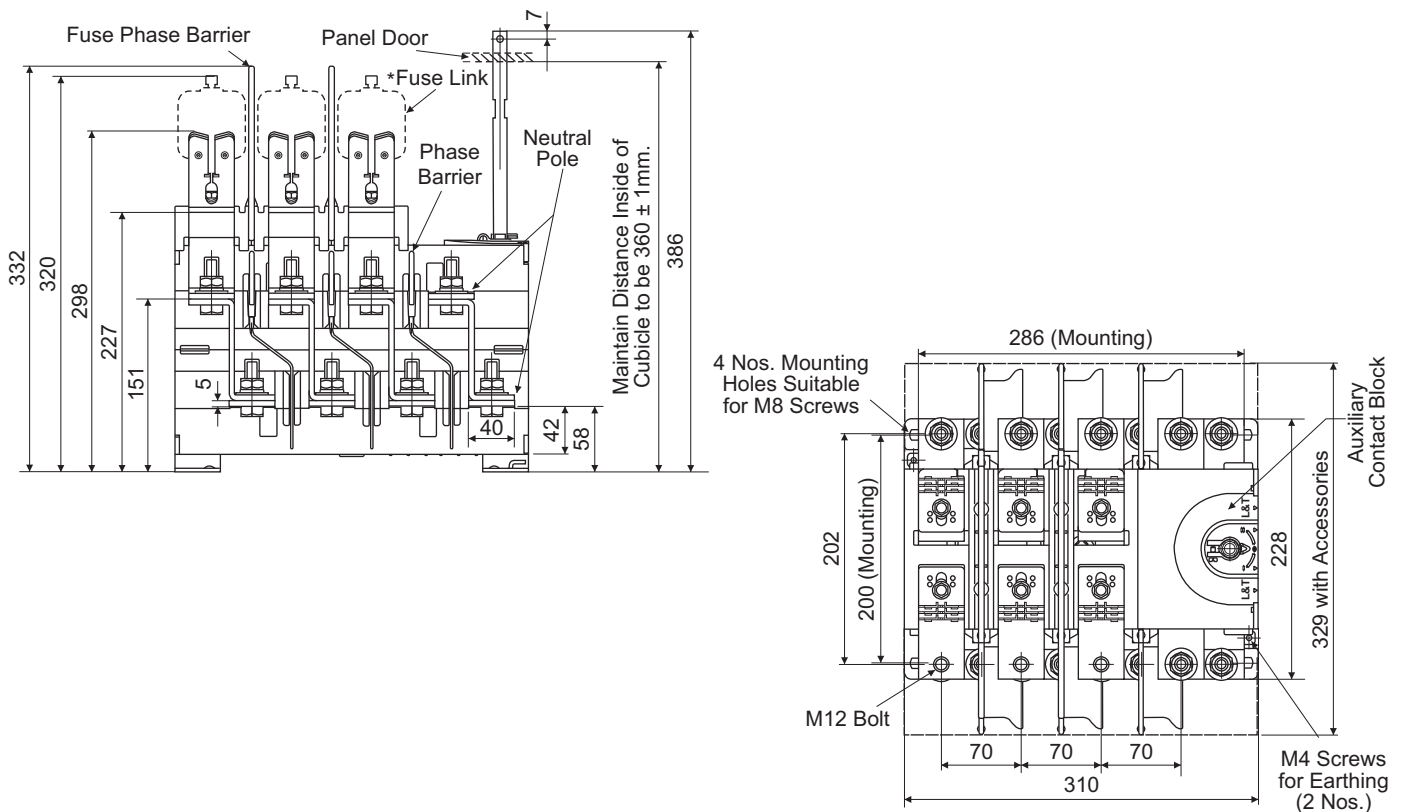 Fuse Phase Barrier
Panel Door
7
*Fuse Link
Phase
Barrier
Neutral
Pole
Maintain Distance Inside of
Cubicle to be 360 ± 1mm.
386
332
320
298
227
151
5
40
42
58
286 (Mounting)
4 Nos. Mounting
Holes Suitable
for M8 Screws
Auxiliary
Contact Block
202
200 (Mounting)
L&T
L&T
228
329 with Accessories
M12 Bolt
70
70
70
310
M4 Screws
for Earthing
(2 Nos.)